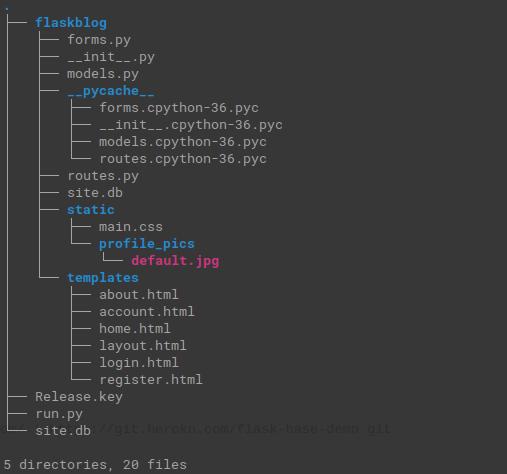 .
├── flaskblog
│   ├── forms.py
│   ├── __init__.py
│   ├── models.py
│   ├── __pycache__
│   │   ├── forms.cpython-36.pyc
│   │   ├── __init__.cpython-36.pyc
│   │   ├── models.cpython-36.pyc
│   │   └── routes.cpython-36.pyc
│   ├── routes.py
│   ├── site.db
│   ├── static
│   │   ├── main.css
│   │   └── profile_pics
│   │       └── default.jpg
│   └── templates
│       ├── about.html
│       ├── account.html
│       ├── home.html
│       ├── layout.html
│       ├── login.html
│       └── register.html
├── Release.key
├── run.py
└── site.db //git.heroku.com/flask-base-demo git
5 directories, 20 files